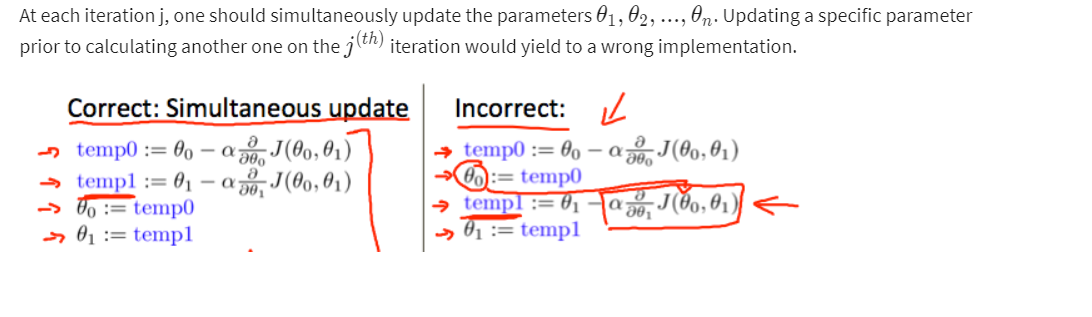 At each iteration j, one should simultaneously update the parameters θ₁, θ₂, ..., θₙ. Updating a specific parameter
prior to calculating another one on the j⁽ᵗʰ⁾ iteration would yield to a wrong implementation.
Correct: Simultaneous update
temp0 := θ₀ − α ∂/∂θ₀ J(θ₀, θ₁)
temp1 := θ₁ − α ∂/∂θ₁ J(θ₀, θ₁)
θ₀ := temp0
θ₁ := temp1
Incorrect:
temp0 := θ₀ − α ∂/∂θ₀ J(θ₀, θ₁)
θ₀ := temp0
temp1 := θ₁ − α ∂/∂θ₁ J(θ₀, θ₁)
θ₁ := temp1